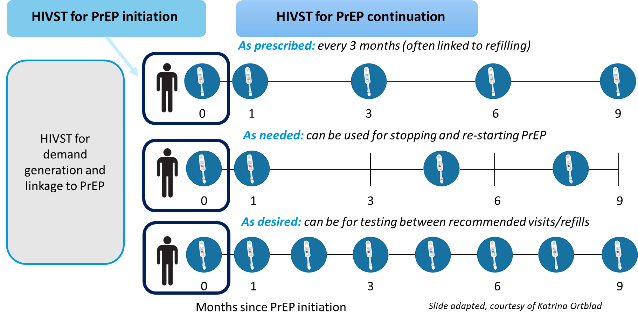 HIVST for PrEP initiation
HIVST for PrEP continuation
As prescribed: every 3 months (often linked to refilling)
0 1 3 6 9
HIVST for
demand
generation and
linkage to PrEP
As needed: can be used for stopping and re-starting PrEP
0 1 3 6 9
As desired: can be for testing between recommended visits/refills
0 1 3 6 9
Months since PrEP initiation
Slide adapted, courtesy of Katrina Ortblad